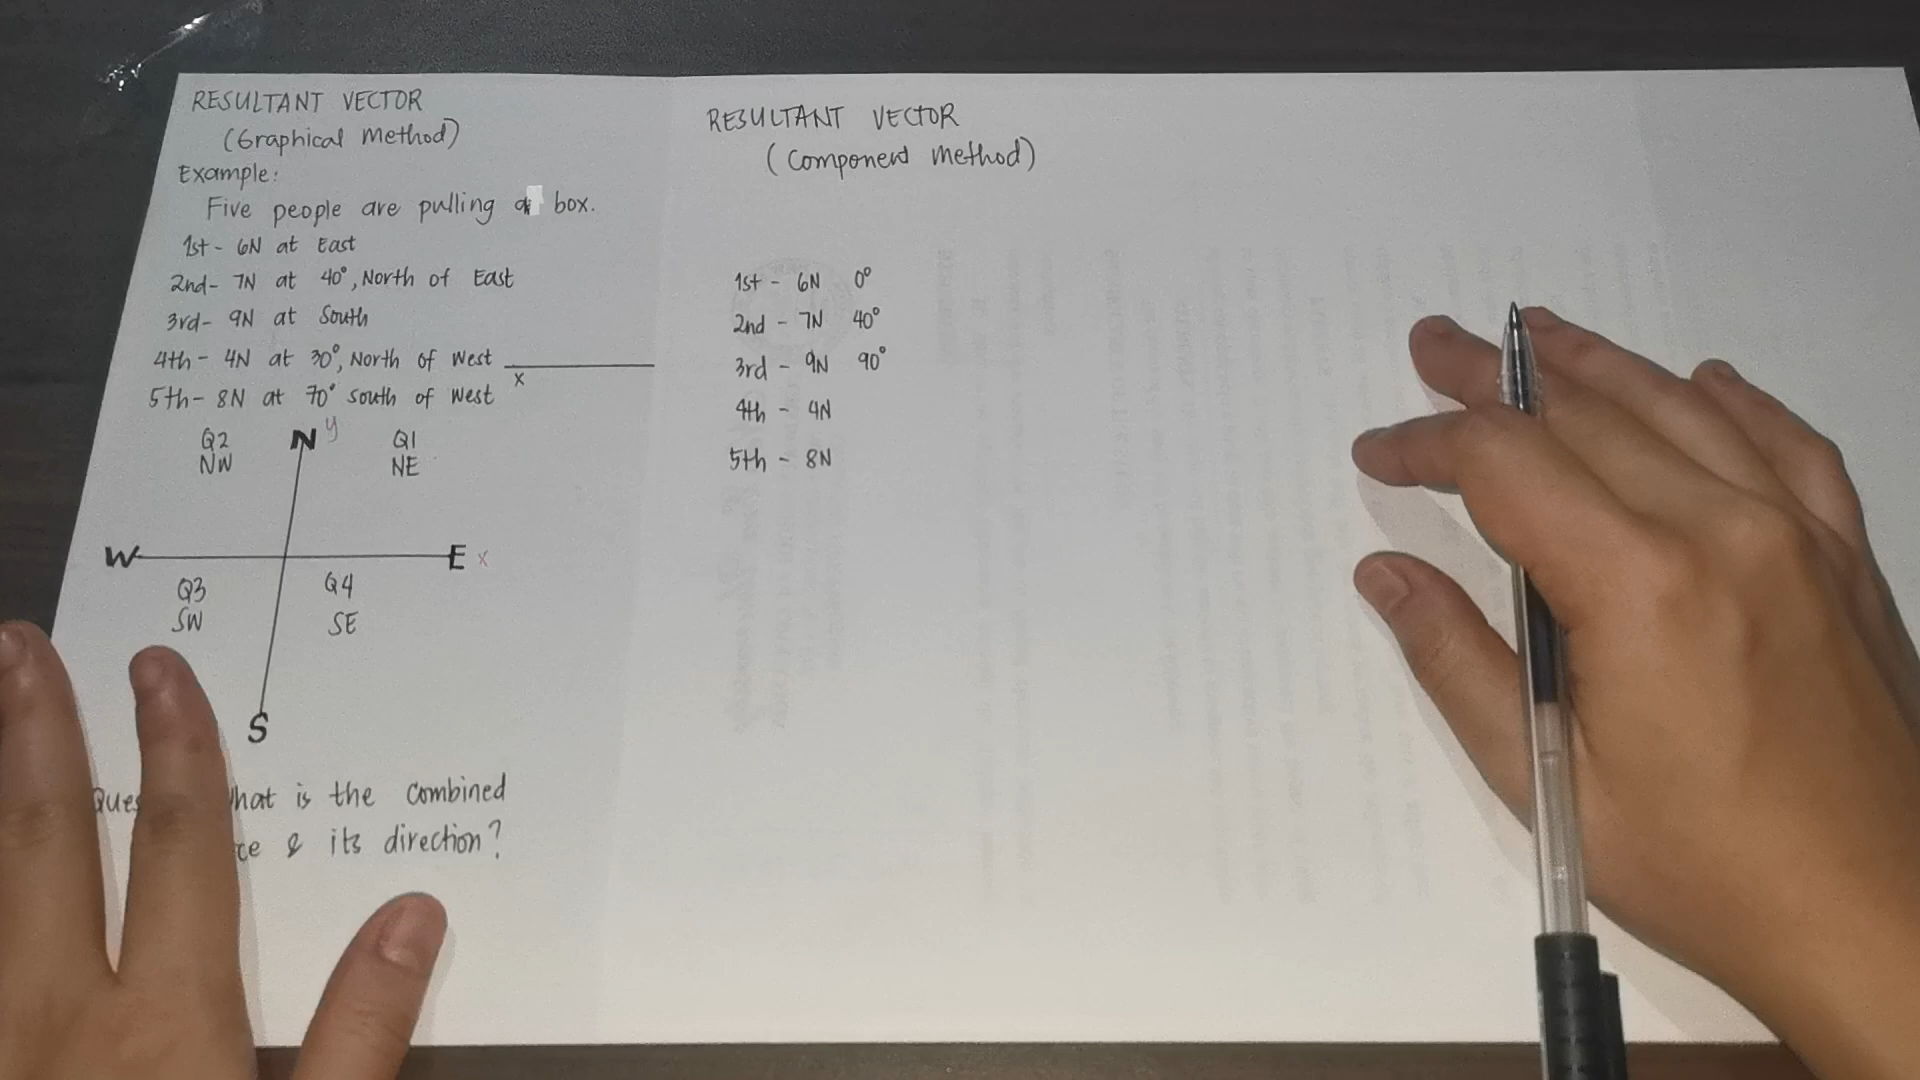 RESULTANT VECTOR
(Graphical Method)
Example:
Five people are pulling a box.
1st - 6N at East
2nd - 7N at 40°, North of East
3rd - 9N at South
4th - 4N at 30°, North of West
5th - 8N at 70° South of West
x
N y
Q2
NW
Q1
NE
W
E x
Q3
SW
Q4
SE
S
is the combined
& its direction?
RESULTANT VECTOR
(Component Method)
1st - 6N 0°
2nd - 7N 40°
3rd - 9N 90°
4th - 4N
5th - 8N